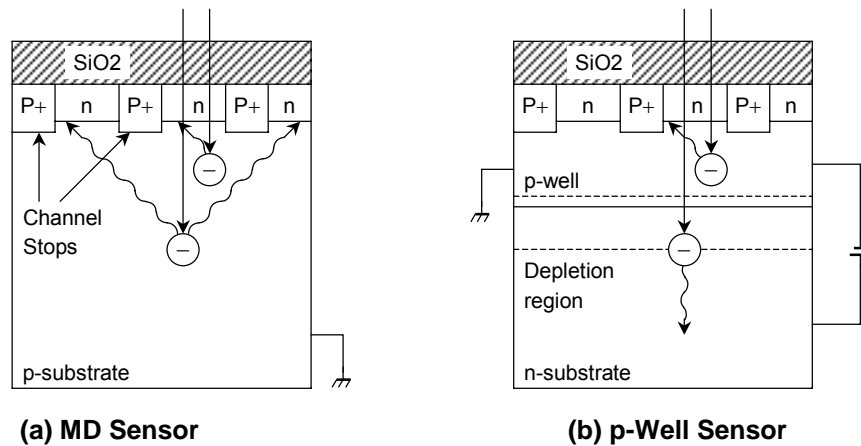 SiO2
P+ n P+ n P+ n
Channel
Stops
−
−
p-substrate
(a) MD Sensor
SiO2
P+ n P+ n P+ n
−
p-well
−
Depletion
region
n-substrate
(b) p-Well Sensor